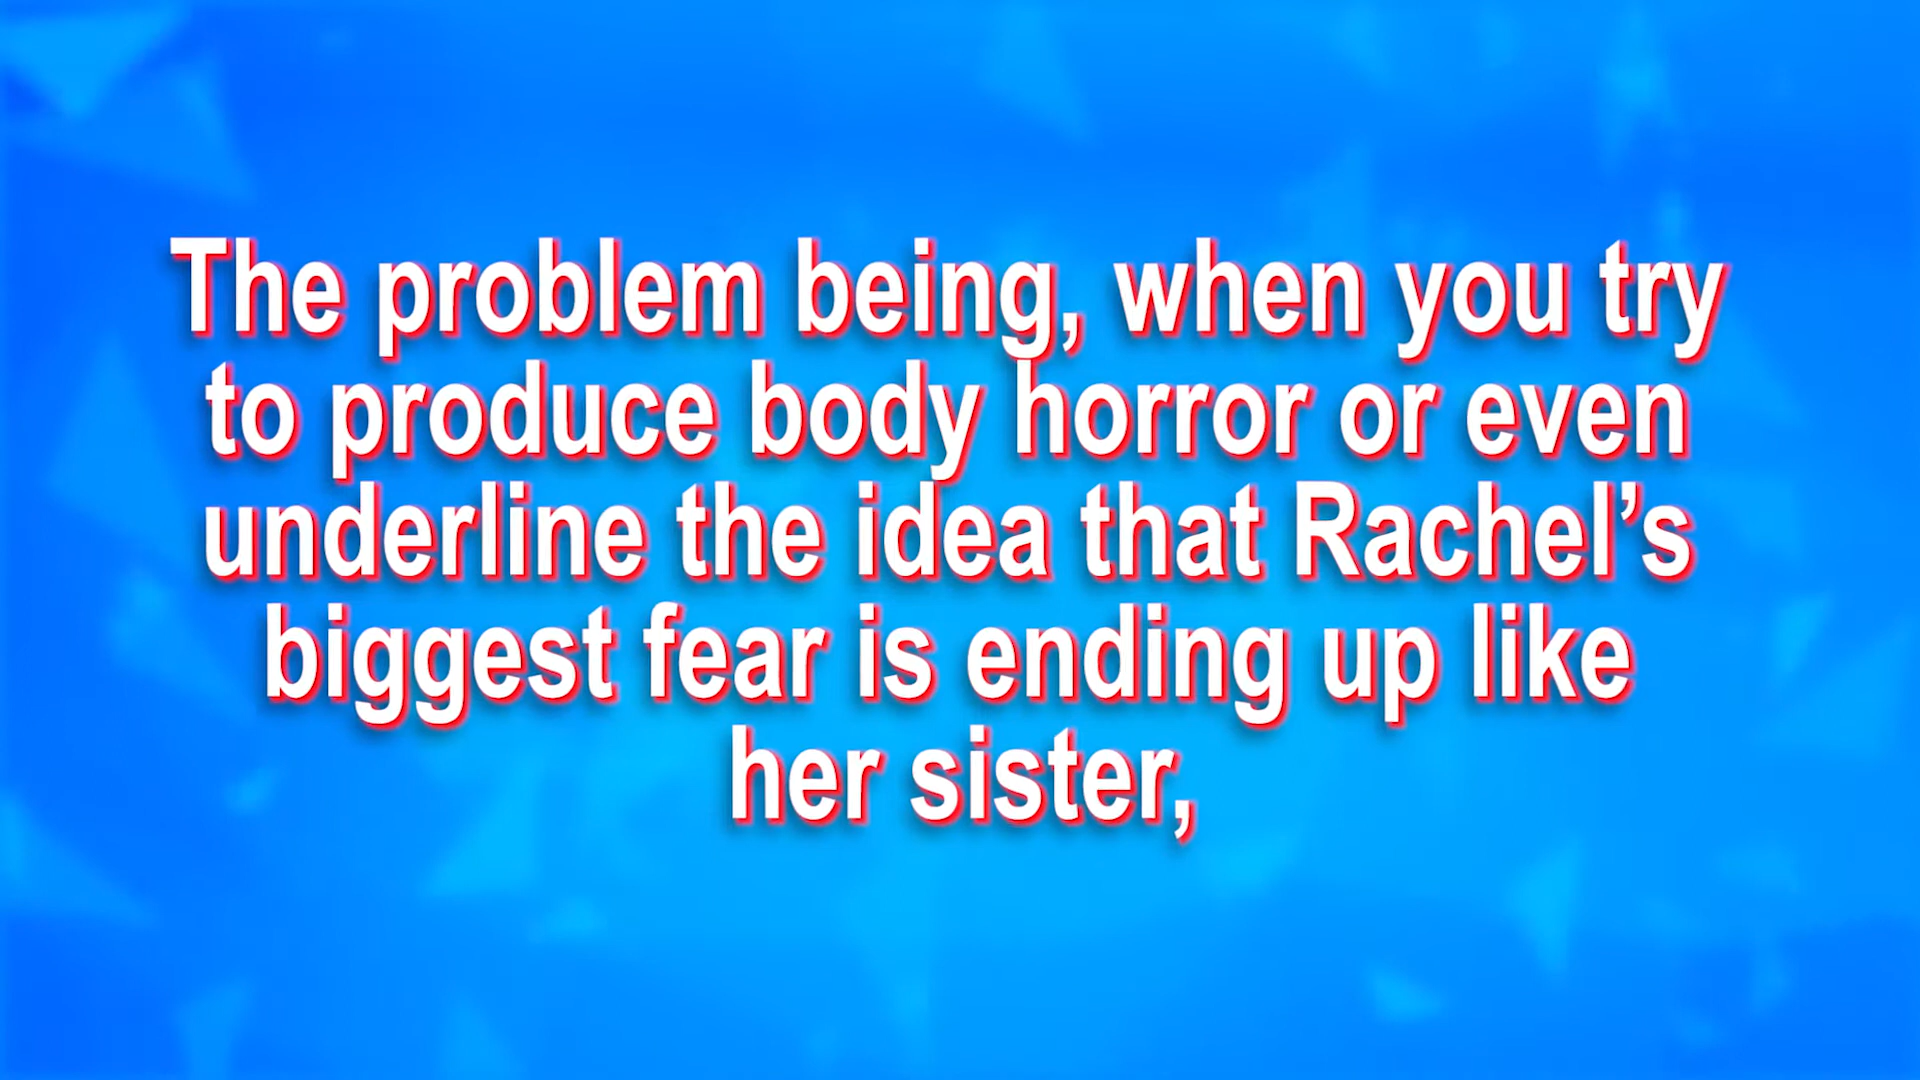 The problem being, when you try
to produce body horror or even
underline the idea that Rachel’s
biggest fear is ending up like
her sister,